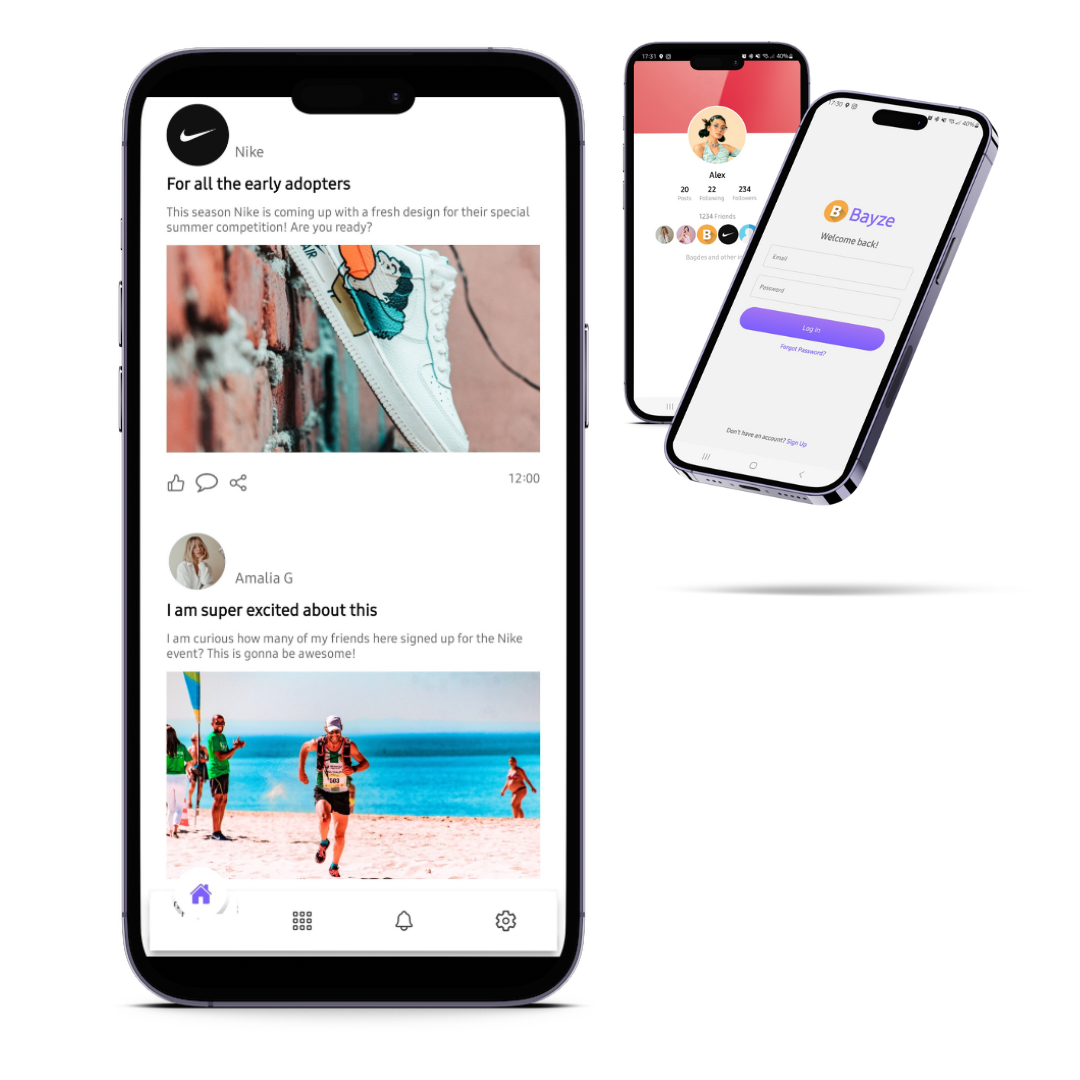 Nike
For all the early adopters
This season Nike is coming up with a fresh design for their special
summer competition! Are you ready?
AIR
12:00
Amalia G
I am super excited about this
I am curious how many of my friends here signed up for the Nike
event? This is gonna be awesome!
17:31
40%
Alex
20 22 234
Posts Following Followers
1234 Friends
B
and other
17:30
40%
B Bayze
Welcome back!
Email
Password
Log in
Forgot Password?
Don't have an account? Sign Up